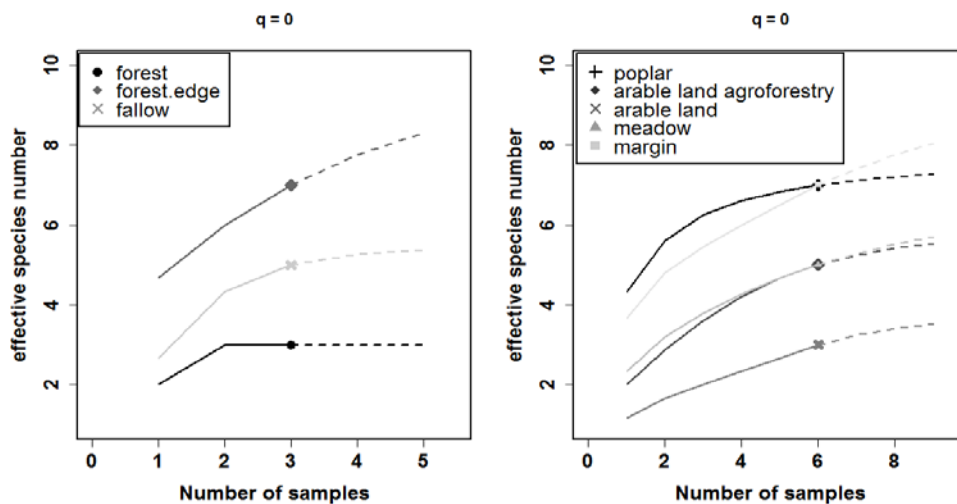 q = 0
effective species number
10
8
6
4
2
forest
forest.edge
fallow
0 1 2 3 4 5
Number of samples
q = 0
effective species number
10
8
6
4
2
poplar
arable land agroforestry
arable land
meadow
margin
0 2 4 6 8
Number of samples